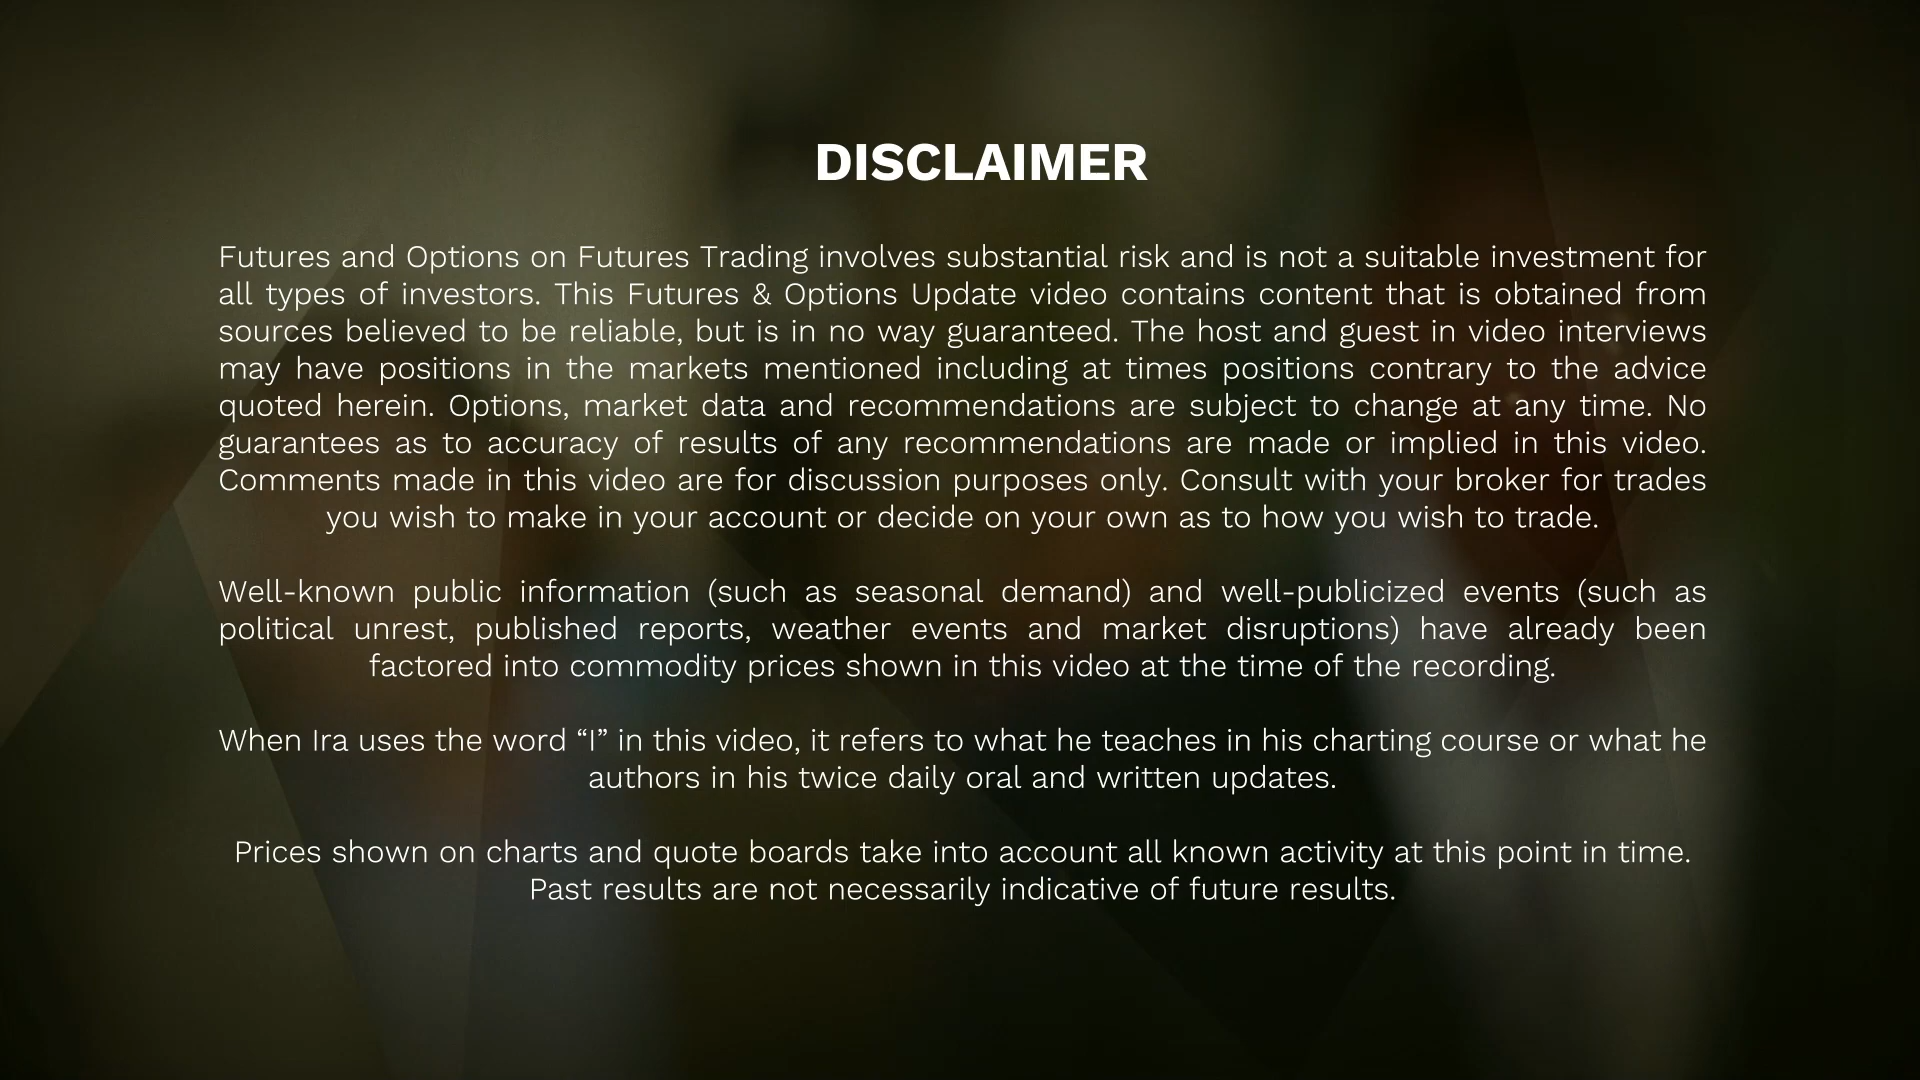 DISCLAIMER
Futures and Options on Futures Trading involves substantial risk and is not a suitable investment for
all types of investors. This Futures & Options Update video contains content that is obtained from
sources believed to be reliable, but is in no way guaranteed. The host and guest in video interviews
may have positions in the markets mentioned including at times positions contrary to the advice
quoted herein. Options, market data and recommendations are subject to change at any time. No
guarantees as to accuracy of results of any recommendations are made or implied in this video.
Comments made in this video are for discussion purposes only. Consult with your broker for trades
you wish to make in your account or decide on your own as to how you wish to trade.
Well-known public information (such as seasonal demand) and well-publicized events (such as
political unrest, published reports, weather events and market disruptions) have already been
factored into commodity prices shown in this video at the time of the recording.
When Ira uses the word “I” in this video, it refers to what he teaches in his charting course or what he
authors in his twice daily oral and written updates.
Prices shown on charts and quote boards take into account all known activity at this point in time.
Past results are not necessarily indicative of future results.